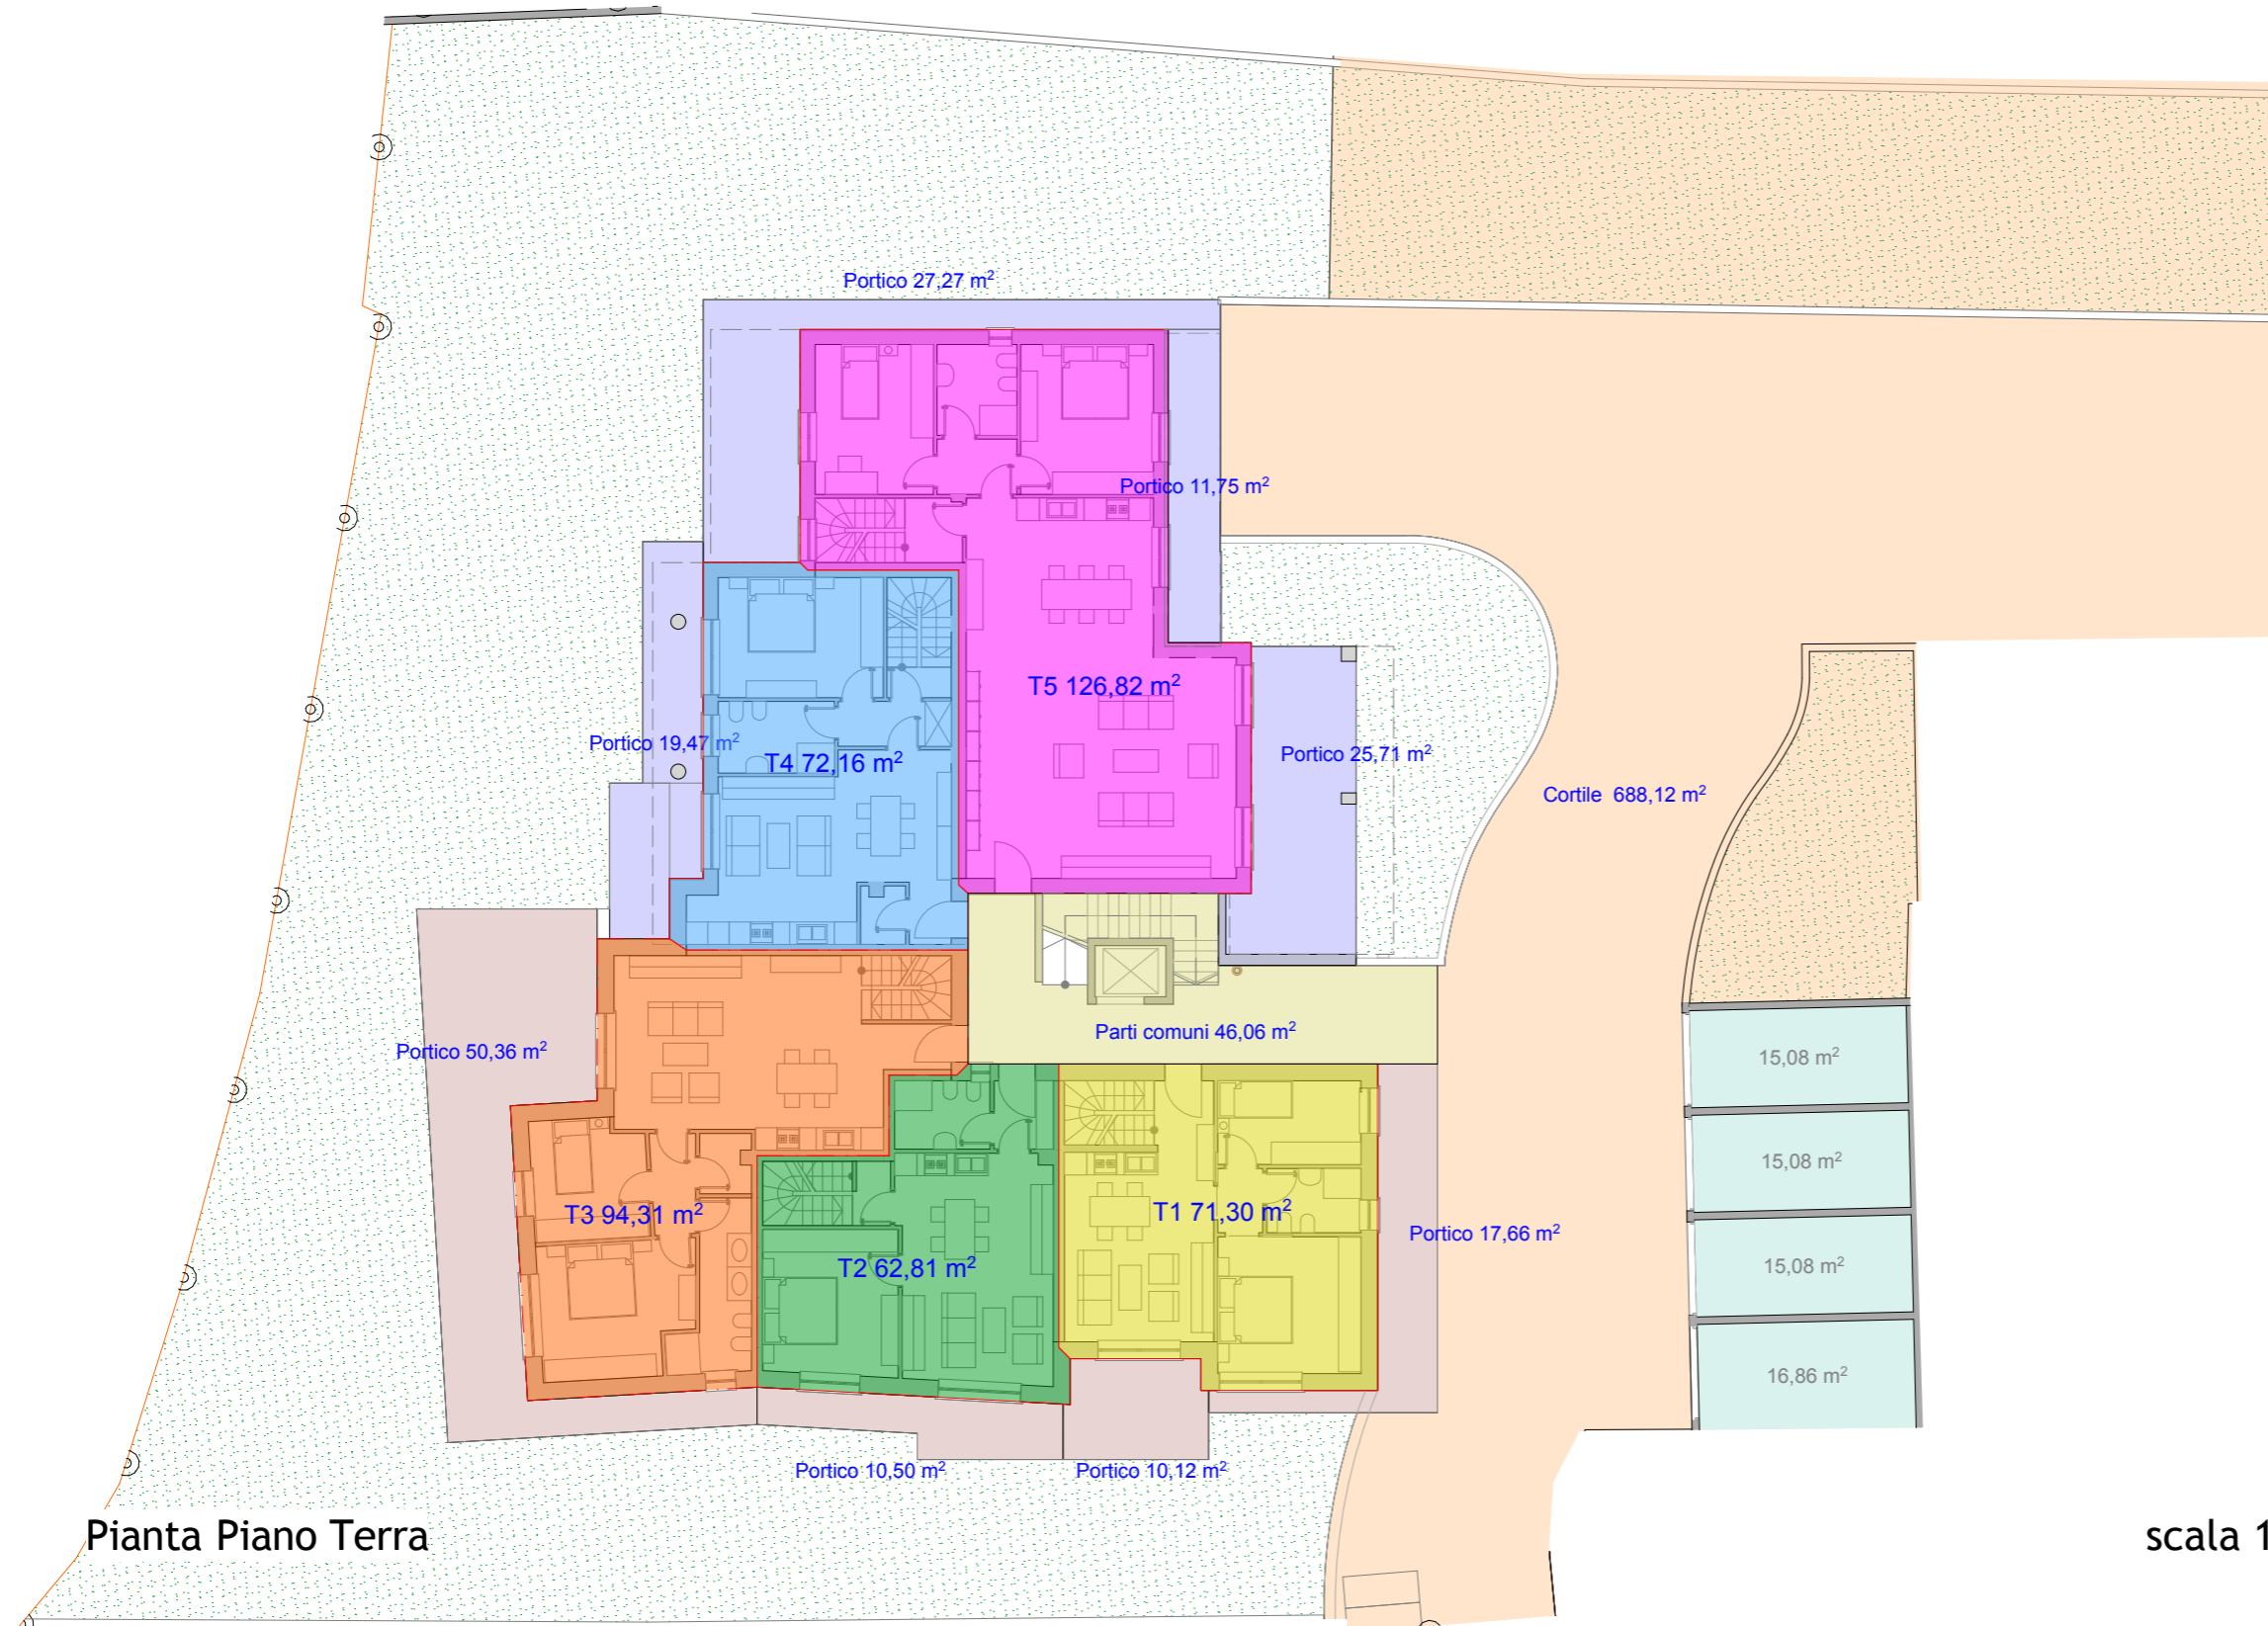 Portico 27,27 m²
Portico 11,75 m²
T5 126,82 m²
Portico 19,47 m²
T4 72,16 m²
Portico 25,71 m²
Cortile 688,12 m²
Parti comuni 46,06 m²
Portico 50,36 m²
15,08 m²
15,08 m²
T3 94,31 m²
T1 71,30 m²
Portico 17,66 m²
T2 62,81 m²
15,08 m²
16,86 m²
Portico 10,50 m²
Portico 10,12 m²
Pianta Piano Terra
scala 1